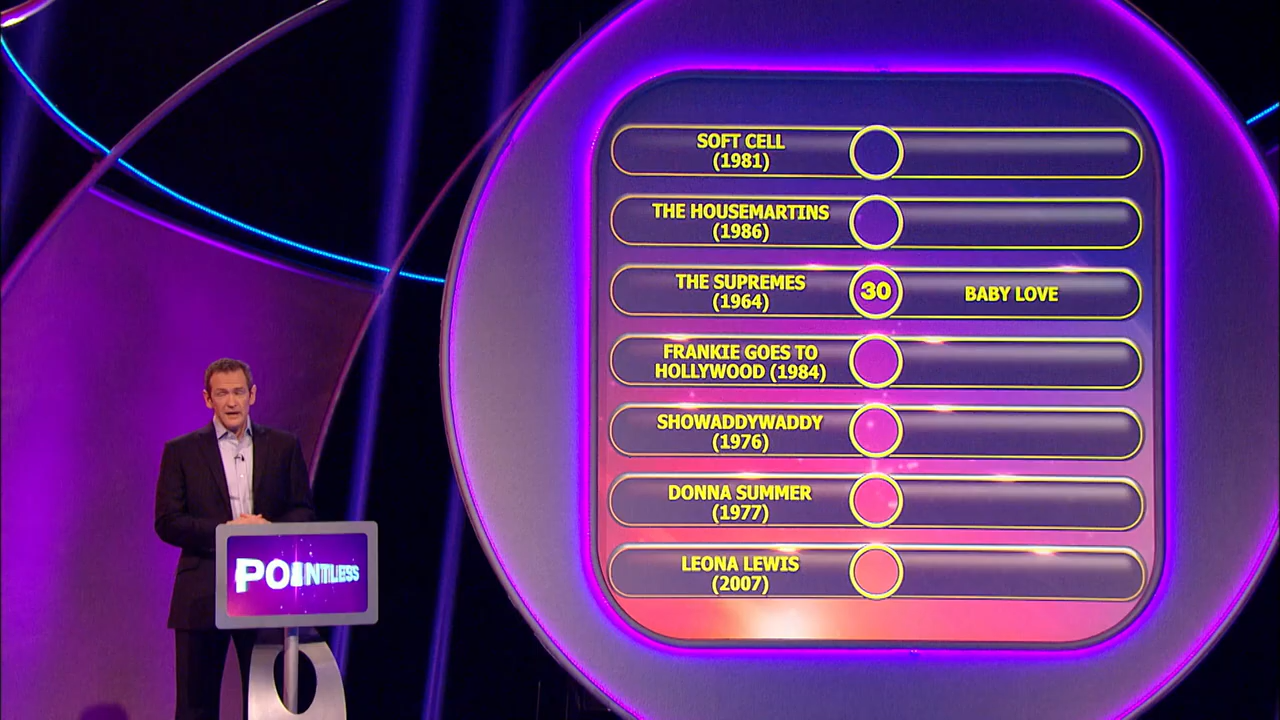 SOFT CELL
(1981)
THE HOUSEMARTINS
(1986)
THE SUPREMES
(1964)
30
BABY LOVE
FRANKIE GOES TO
HOLLYWOOD (1984)
SHOWADDYWADDY
(1976)
DONNA SUMMER
(1977)
LEONA LEWIS
(2007)
POINTLESS